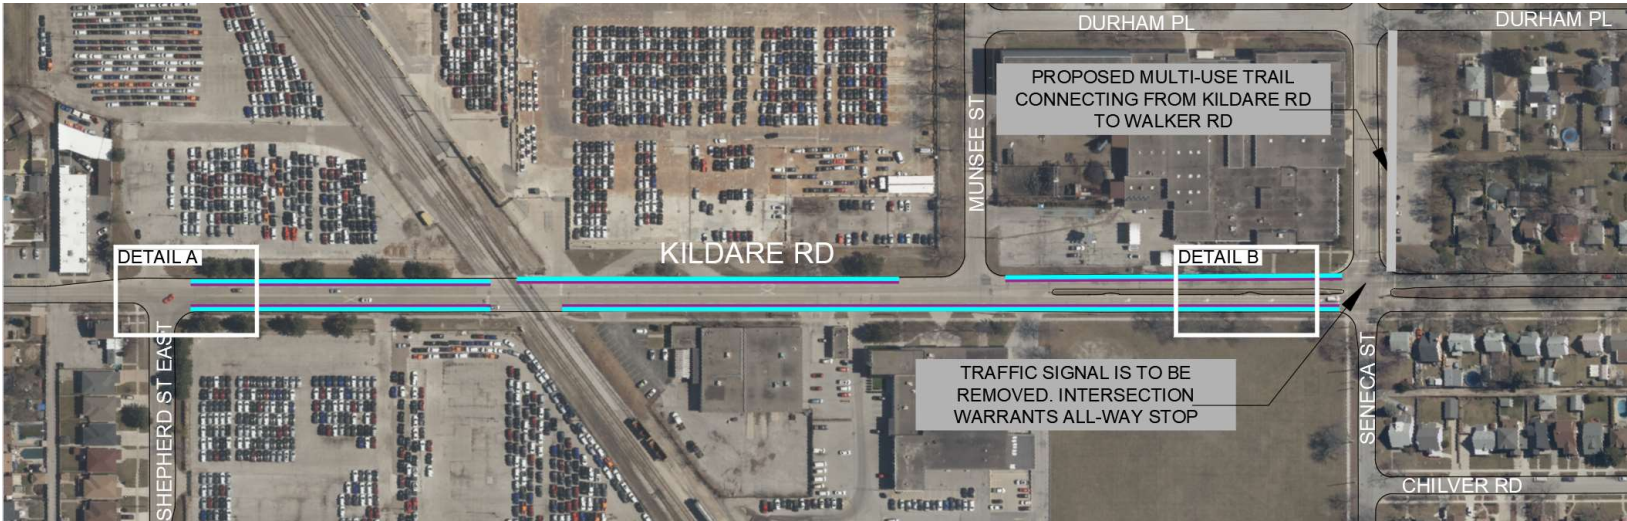 DURHAM PL
DURHAM PL
PROPOSED MULTI-USE TRAIL
CONNECTING FROM KILDARE RD
TO WALKER RD
MUNSEE ST
KILDARE RD
DETAIL A
DETAIL B
SHEPHERD ST EAST
TRAFFIC SIGNAL IS TO BE
REMOVED. INTERSECTION
WARRANTS ALL-WAY STOP
SENECA ST
CHILVER RD